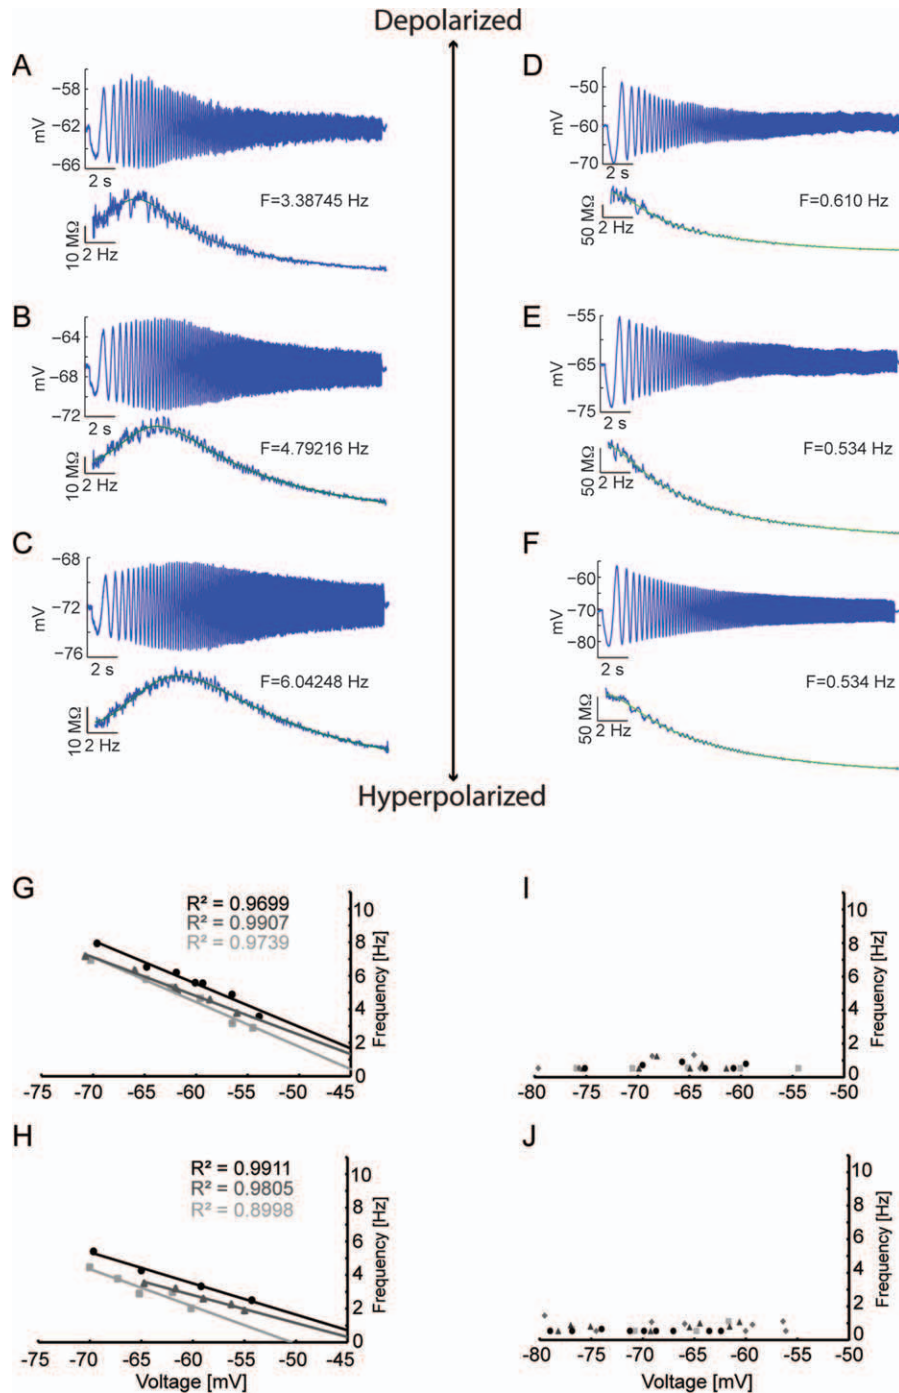 Depolarized
A
−58
−62
−66
mV
2 s
F=3.38745 Hz
10 MΩ
2 Hz
B
−64
−68
−72
mV
2 s
F=4.79216 Hz
10 MΩ
2 Hz
C
−68
−72
−76
mV
2 s
F=6.04248 Hz
10 MΩ
2 Hz
D
−50
−60
−70
mV
2 s
F=0.610 Hz
50 MΩ
2 Hz
E
−55
−65
−75
mV
2 s
F=0.534 Hz
50 MΩ
2 Hz
F
−60
−70
−80
mV
2 s
F=0.534 Hz
50 MΩ
2 Hz
Hyperpolarized
G
R² = 0.9699
R² = 0.9907
R² = 0.9739
10
8
6
4
2
0
Frequency [Hz]
-75 -70 -65 -60 -55 -50 -45
H
R² = 0.9911
R² = 0.9805
R² = 0.8998
10
8
6
4
2
0
Frequency [Hz]
-75 -70 -65 -60 -55 -50 -45
Voltage [mV]
I
10
8
6
4
2
0
Frequency [Hz]
-80 -75 -70 -65 -60 -55 -50
J
10
8
6
4
2
0
Frequency [Hz]
-80 -75 -70 -65 -60 -55 -50
Voltage [mV]